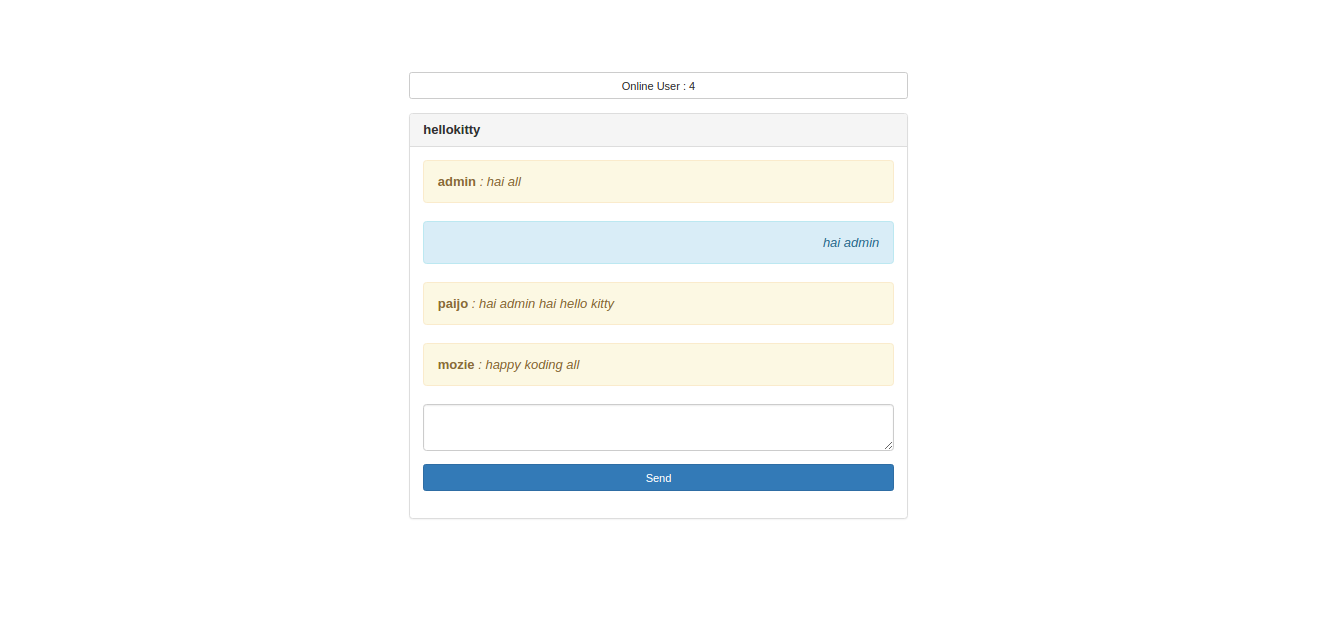 Online User : 4
hellokitty
admin : hai all
hai admin
paijo : hai admin hai hello kitty
mozie : happy koding all
Send